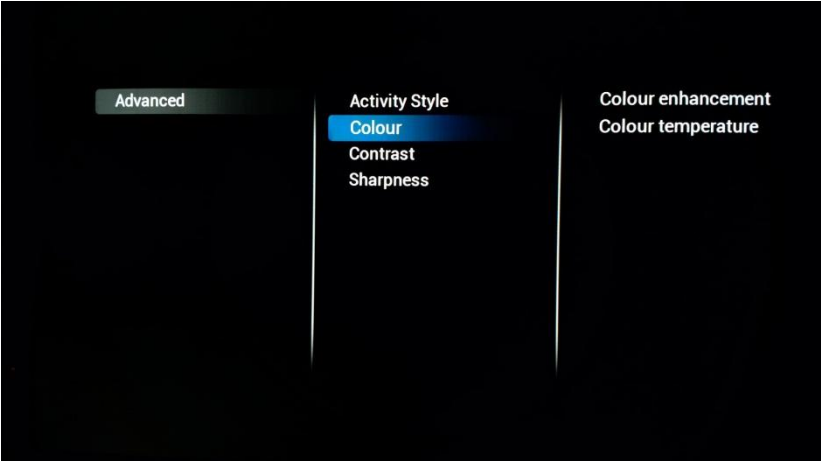 Advanced
Activity Style
Colour
Contrast
Sharpness
Colour enhancement
Colour temperature